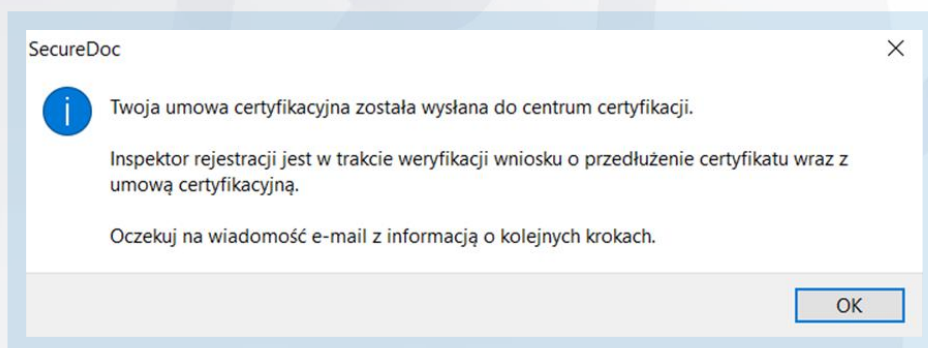 SecureDoc
Twoja umowa certyfikacyjna została wysłana do centrum certyfikacji.
Inspektor rejestracji jest w trakcie weryfikacji wniosku o przedłużenie certyfikatu wraz z
umową certyfikacyjną.
Oczekuj na wiadomość e-mail z informacją o kolejnych krokach.
OK